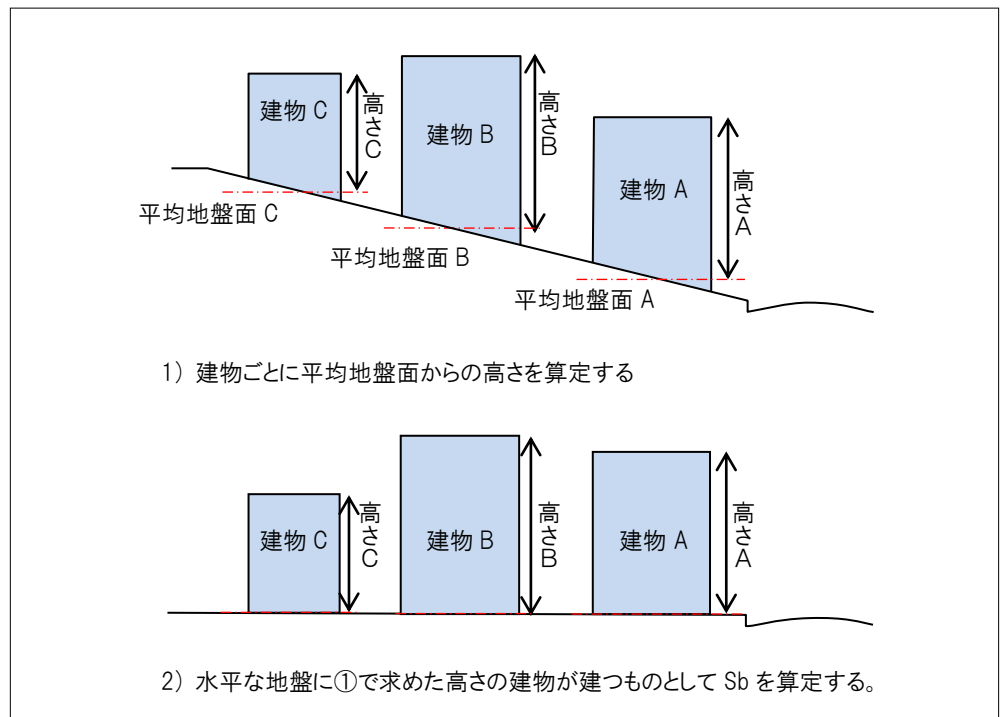 建物 C
高さC
建物 B
高さB
建物 A
高さA
平均地盤面 C
平均地盤面 B
平均地盤面 A
1) 建物ごとに平均地盤面からの高さを算定する
建物 C
高さC
建物 B
高さB
建物 A
高さA
2) 水平な地盤に①で求めた高さの建物が建つものとして Sb を算定する。